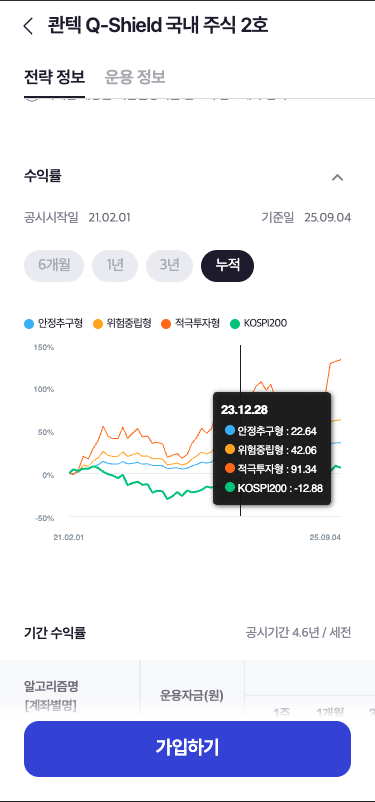 콴텍 Q-Shield 국내 주식 2호
전략 정보 운용 정보
수익률
공시시작일 21.02.01 기준일 25.09.04
6개월 1년 3년 누적
안정추구형 위험중립형 적극투자형 KOSPI200
150%
100%
50%
0%
-50%
23.12.28
안정추구형 : 22.64
위험중립형 : 42.06
적극투자형 : 91.34
KOSPI200 : -12.88
21.02.01 25.09.04
기간 수익률 공시기간 4.6년 / 세전
알고리즘명
[계좌별명]
운용자금(원)
1주 1개월
가입하기